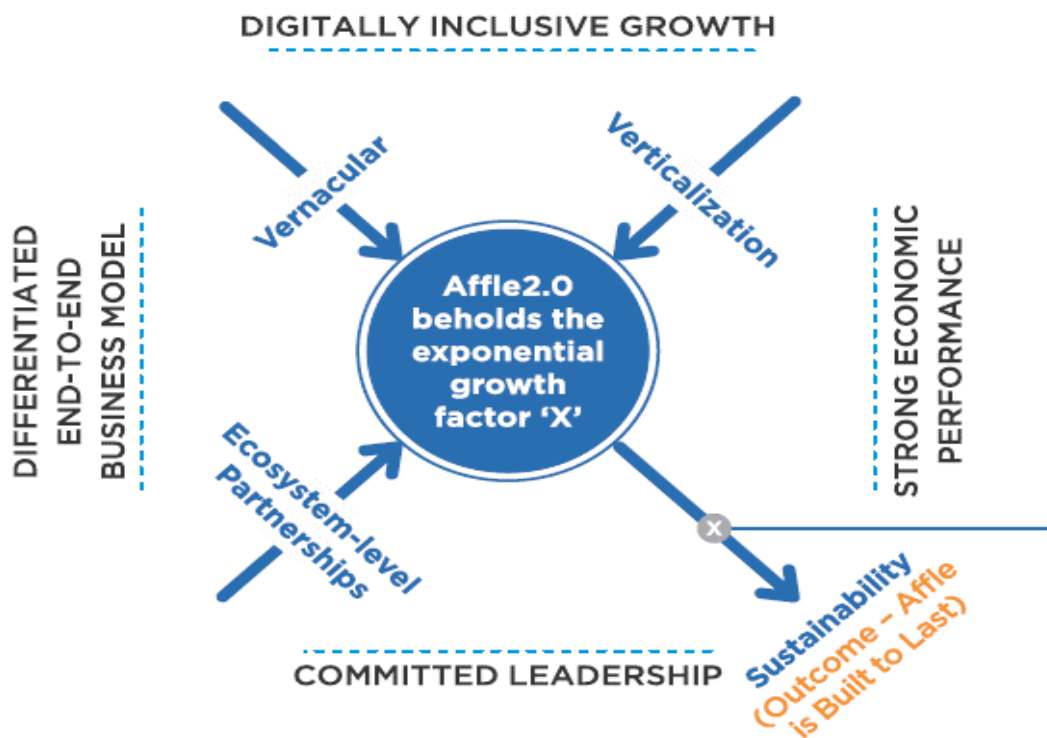 DIGITALLY INCLUSIVE GROWTH
Vernacular
Verticalization
DIFFERENTIATED
END-TO-END
BUSINESS MODEL
Affle2.0
beholds the
exponential
growth
factor ‘X’
STRONG ECONOMIC
PERFORMANCE
Ecosystem-level
Partnerships
X
Sustainability
(Outcome – Affle
is Built to Last)
COMMITTED LEADERSHIP